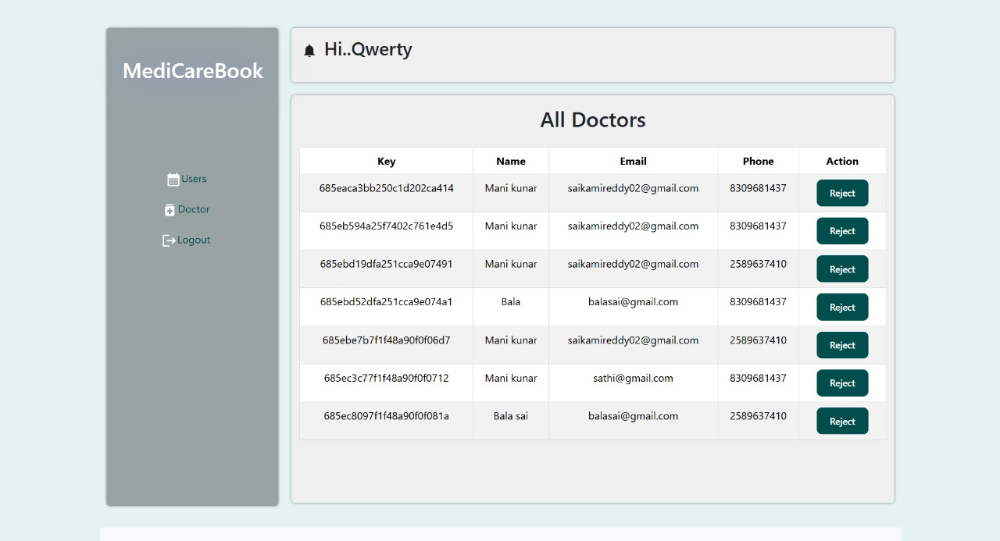 MediCareBook
Users
Doctor
Logout
Hi..Qwerty
All Doctors
Key Name Email Phone Action
685eaca3bb250c1d202ca414 Mani kunar saikamireddy02@gmail.com 8309681437 Reject
685eb594a25f7402c761e4d5 Mani kunar saikamireddy02@gmail.com 8309681437 Reject
685ebd19dfa251cca9e07491 Mani kunar saikamireddy02@gmail.com 2589637410 Reject
685ebd52dfa251cca9e074a1 Bala balasai@gmail.com 8309681437 Reject
685ebe7b7f1f48a90f0f06d7 Mani kunar saikamireddy02@gmail.com 2589637410 Reject
685ec3c77f1f48a90f0f0712 Mani kunar sathi@gmail.com 8309681437 Reject
685ec8097f1f48a90f0f081a Bala sai balasai@gmail.com 2589637410 Reject